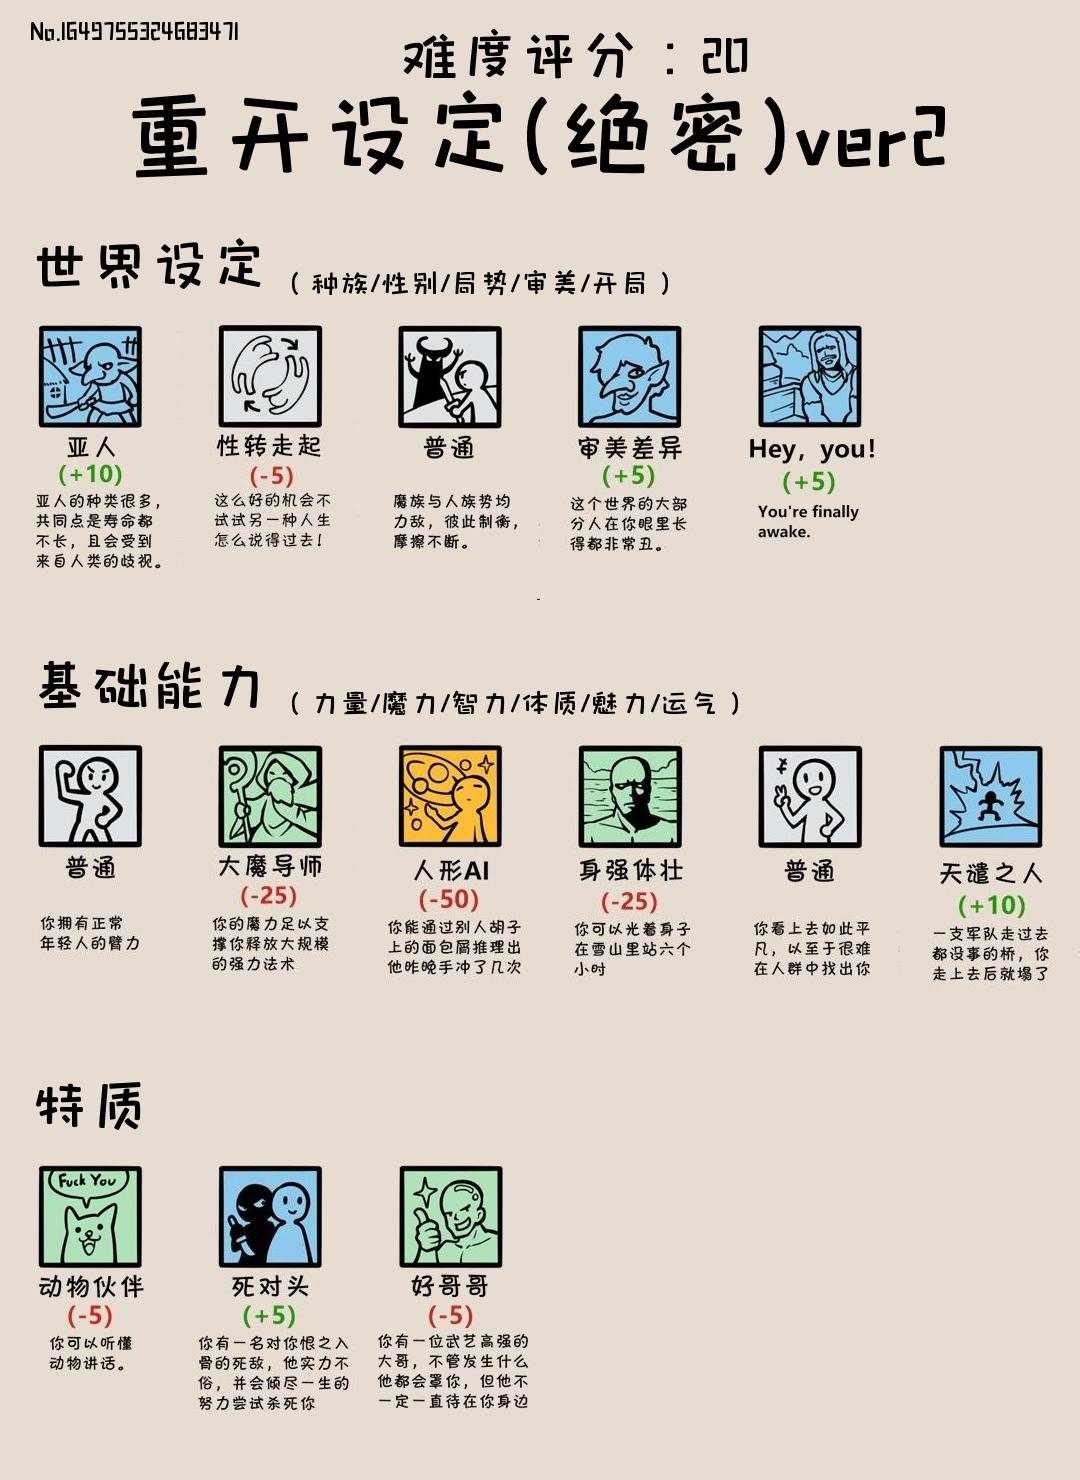 No.1649755324683471
难度评分：20
重开设定(绝密)ver2
世界设定 （ 种族/性别/局势/审美/开局 ）
亚人 性转走起 普通 审美差异 Hey, you!
(+10) (-5) (+5) (+5)
亚人的种类很多，
共同点是寿命都
不长，且会受到
来自人类的歧视。
这么好的机会不
试试另一种人生
怎么说得过去！
魔族与人族势均
力敌，彼此制衡，
摩擦不断。
这个世界的大部
分人在你眼里长
得都非常丑。
You're finally
awake.
基础能力 （ 力量/魔力/智力/体质/魅力/运气 ）
普通 大魔导师 人形AI 身强体壮 普通 天谴之人
(-25) (-50) (-25) (+10)
你拥有正常
年轻人的臂力
你的魔力足以支
撑你释放大规模
的强力法术
你能通过别人胡子
上的面包屑推理出
他昨晚手冲了几次
你可以光着身子
在雪山里站六个
小时
你看上去如此平
凡，以至于很难
在人群中找出你
一支军队走过去
都没事的桥，你
走上去后就塌了
特质
Fuck You
动物伙伴 死对头 好哥哥
(-5) (+5) (-5)
你可以听懂
动物讲话。
你有一名对你恨之入
骨的死敌，他实力不
俗，并会倾尽一生的
努力尝试杀死你
你有一位武艺高强的
大哥，不管发生什么
他都会罩你，但他不
一定一直待在你身边